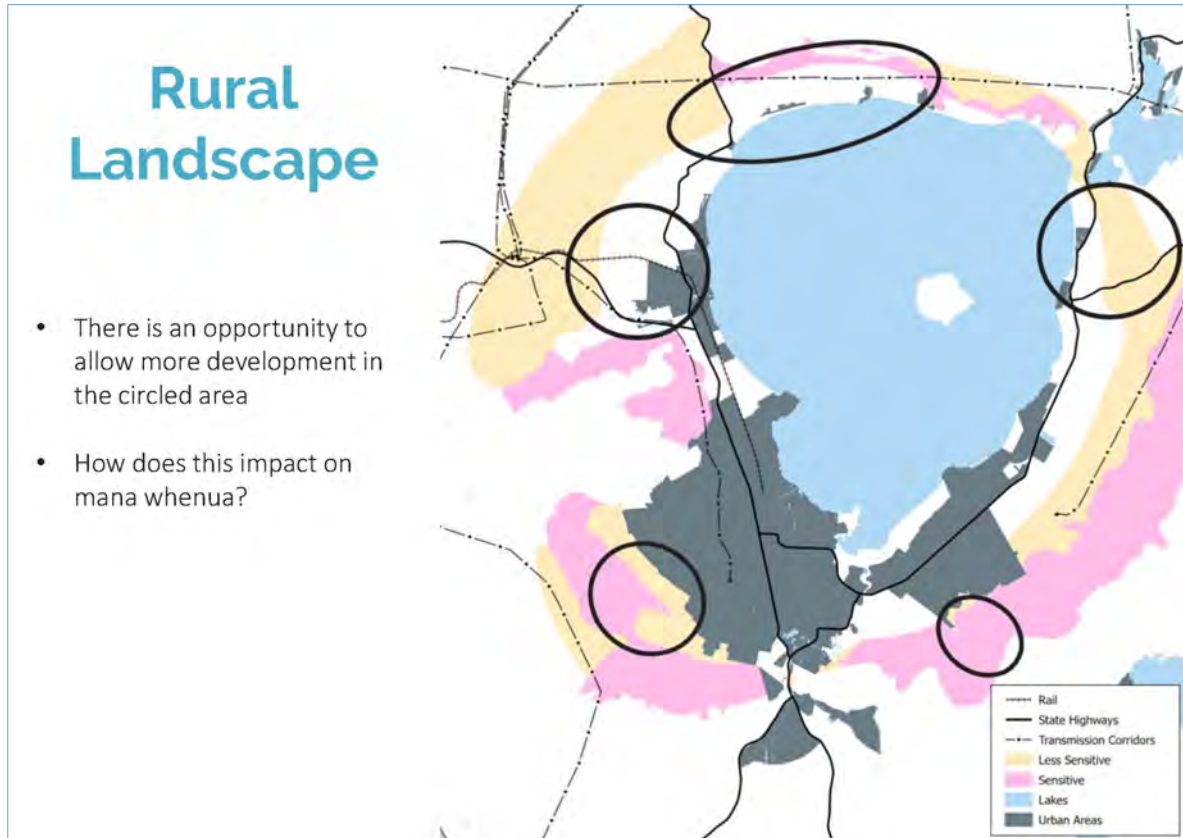 Rural
Landscape
• There is an opportunity to
allow more development in
the circled area
• How does this impact on
mana whenua?
Rail
State Highways
Transmission Corridors
Less Sensitive
Sensitive
Lakes
Urban Areas